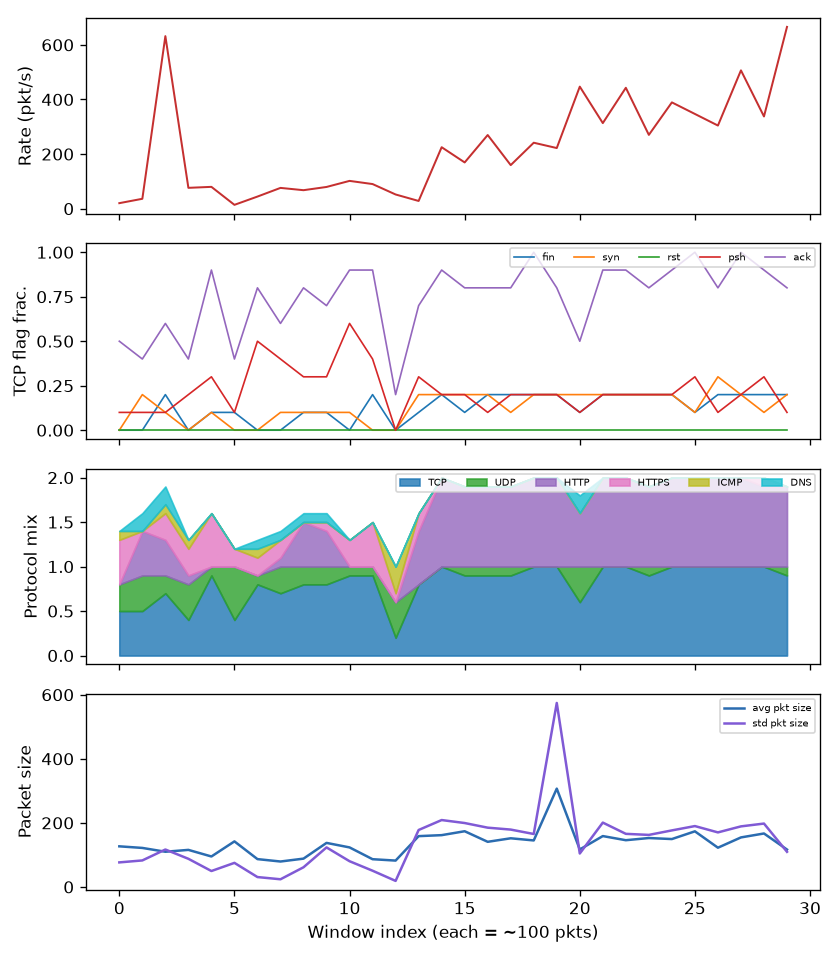 Rate (pkt/s)
600
400
200
0
TCP flag frac.
1.00
0.75
0.50
0.25
0.00
fin syn rst psh ack
Protocol mix
2.0
1.5
1.0
0.5
0.0
TCP UDP HTTP HTTPS ICMP DNS
Packet size
600
400
200
0
avg pkt size
std pkt size
0 5 10 15 20 25 30
Window index (each = ~100 pkts)